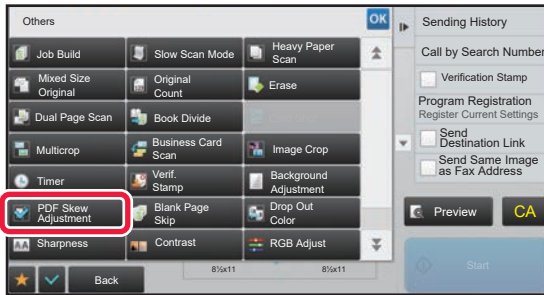 Others
OK
Job Build
Slow Scan Mode
Heavy Paper
Scan
Mixed Size
Original
Original
Count
Erase
Dual Page Scan
Book Divide
Multicrop
Business Card
Scan
Image Crop
Timer
Verif.
Stamp
Background
Adjustment
PDF Skew
Adjustment
Blank Page
Skip
Drop Out
Color
AA
Sharpness
Contrast
RGB Adjust
Back
8½x11
8½x11
Sending History
Call by Search Number
Verification Stamp
Program Registration
Register Current Settings
Send
Destination Link
Send Same Image
as Fax Address
Preview
CA
Start